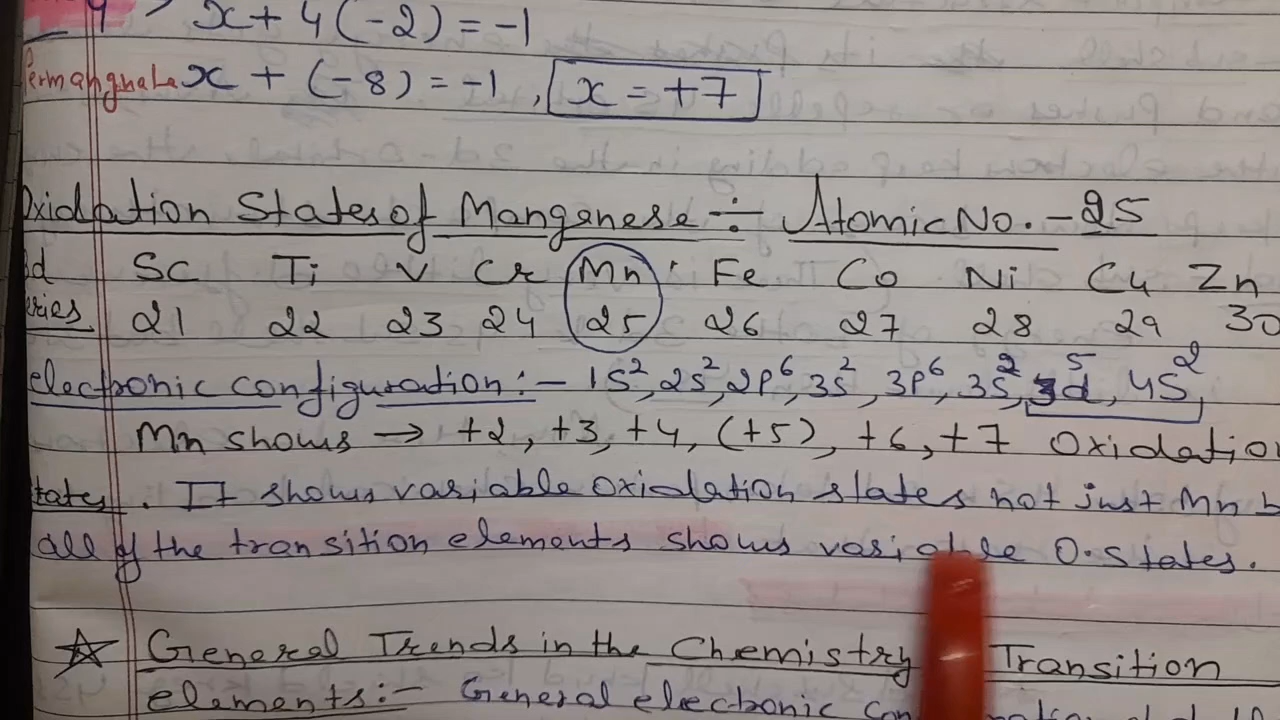 x + 4(-2) = -1
Permanganate x + (-8) = -1, x = +7
Oxidation States of Manganese ÷ Atomic No. - 25
3d Sc Ti V Cr Mn Fe Co Ni Cu Zn
series 21 22 23 24 25 26 27 28 29 30
electronic configuration :- 1s², 2s², 2p⁶, 3s², 3p⁶, 3s², 3d⁵, 4s²,
Mn shows → +2, +3, +4, (+5), +6, +7 Oxidation
states. It shows variable oxidation states not just Mn b
all of the transition elements shows variable O.States.
☆ General Trends in the Chemistry Transition
elements:- General electronic con